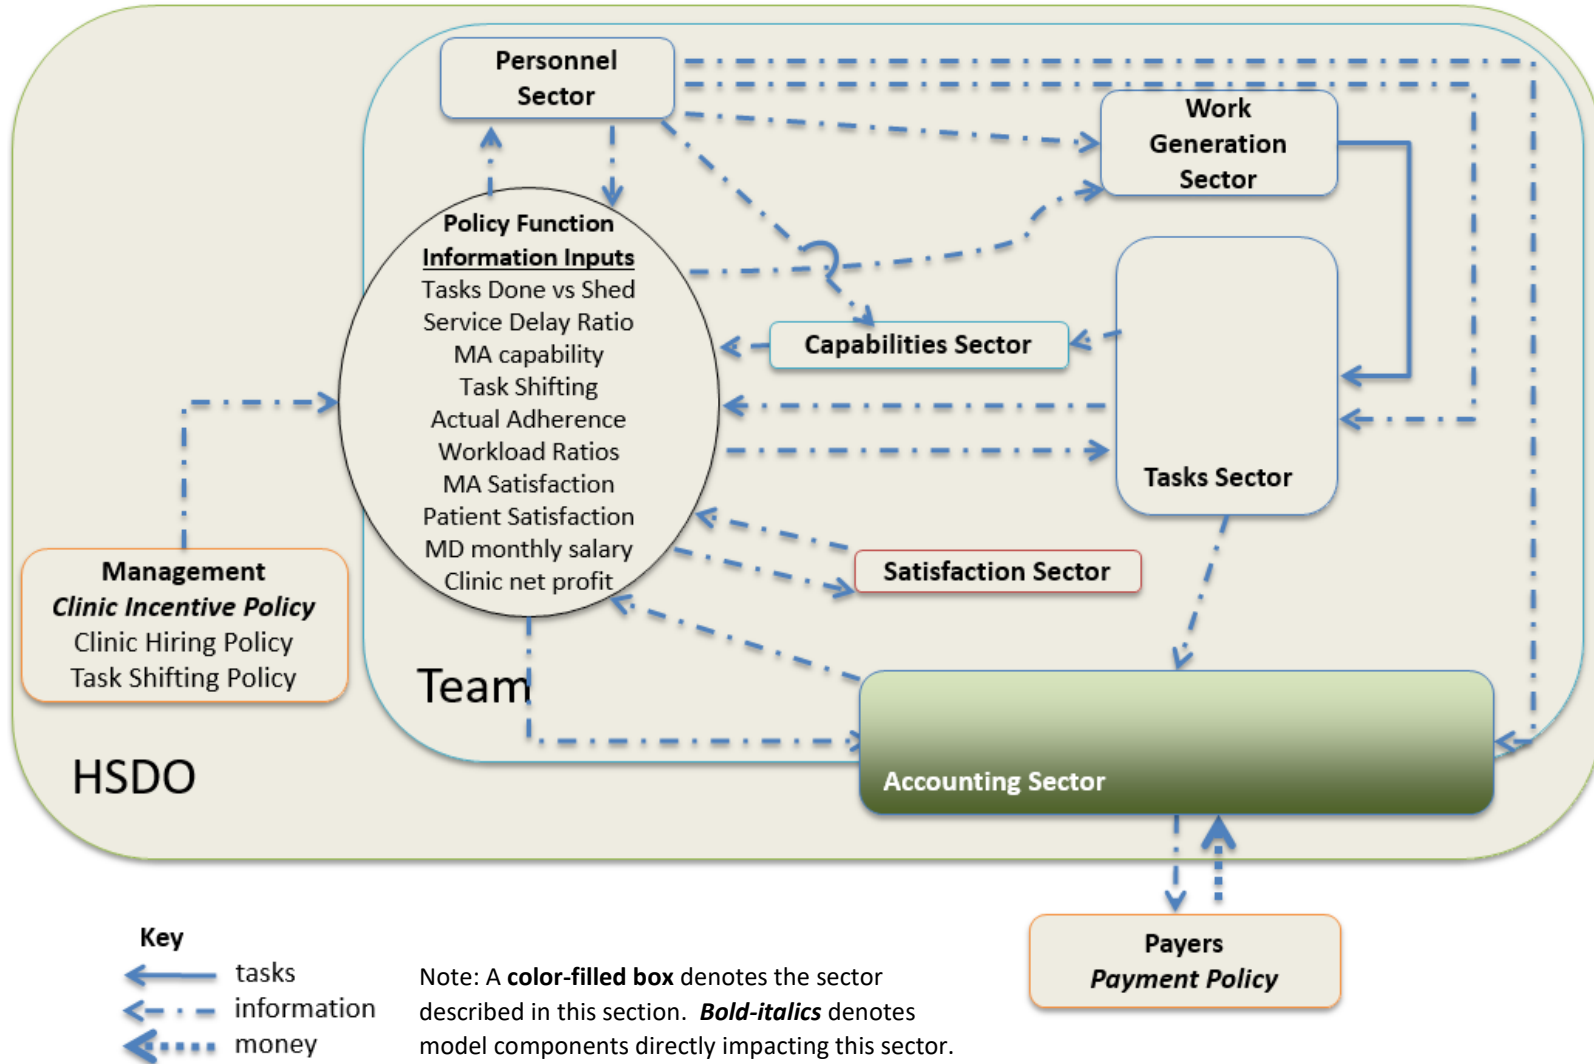 Personnel
Sector
Work
Generation
Sector
Policy Function
Information Inputs
Tasks Done vs Shed
Service Delay Ratio
MA capability
Task Shifting
Actual Adherence
Workload Ratios
MA Satisfaction
Patient Satisfaction
MD monthly salary
Clinic net profit
Capabilities Sector
Tasks Sector
Satisfaction Sector
Management
Clinic Incentive Policy
Clinic Hiring Policy
Task Shifting Policy
Team
HSDO
Accounting Sector
Payers
Payment Policy
Key
tasks
information
money
Note: A color-filled box denotes the sector
described in this section. Bold-italics denotes
model components directly impacting this sector.